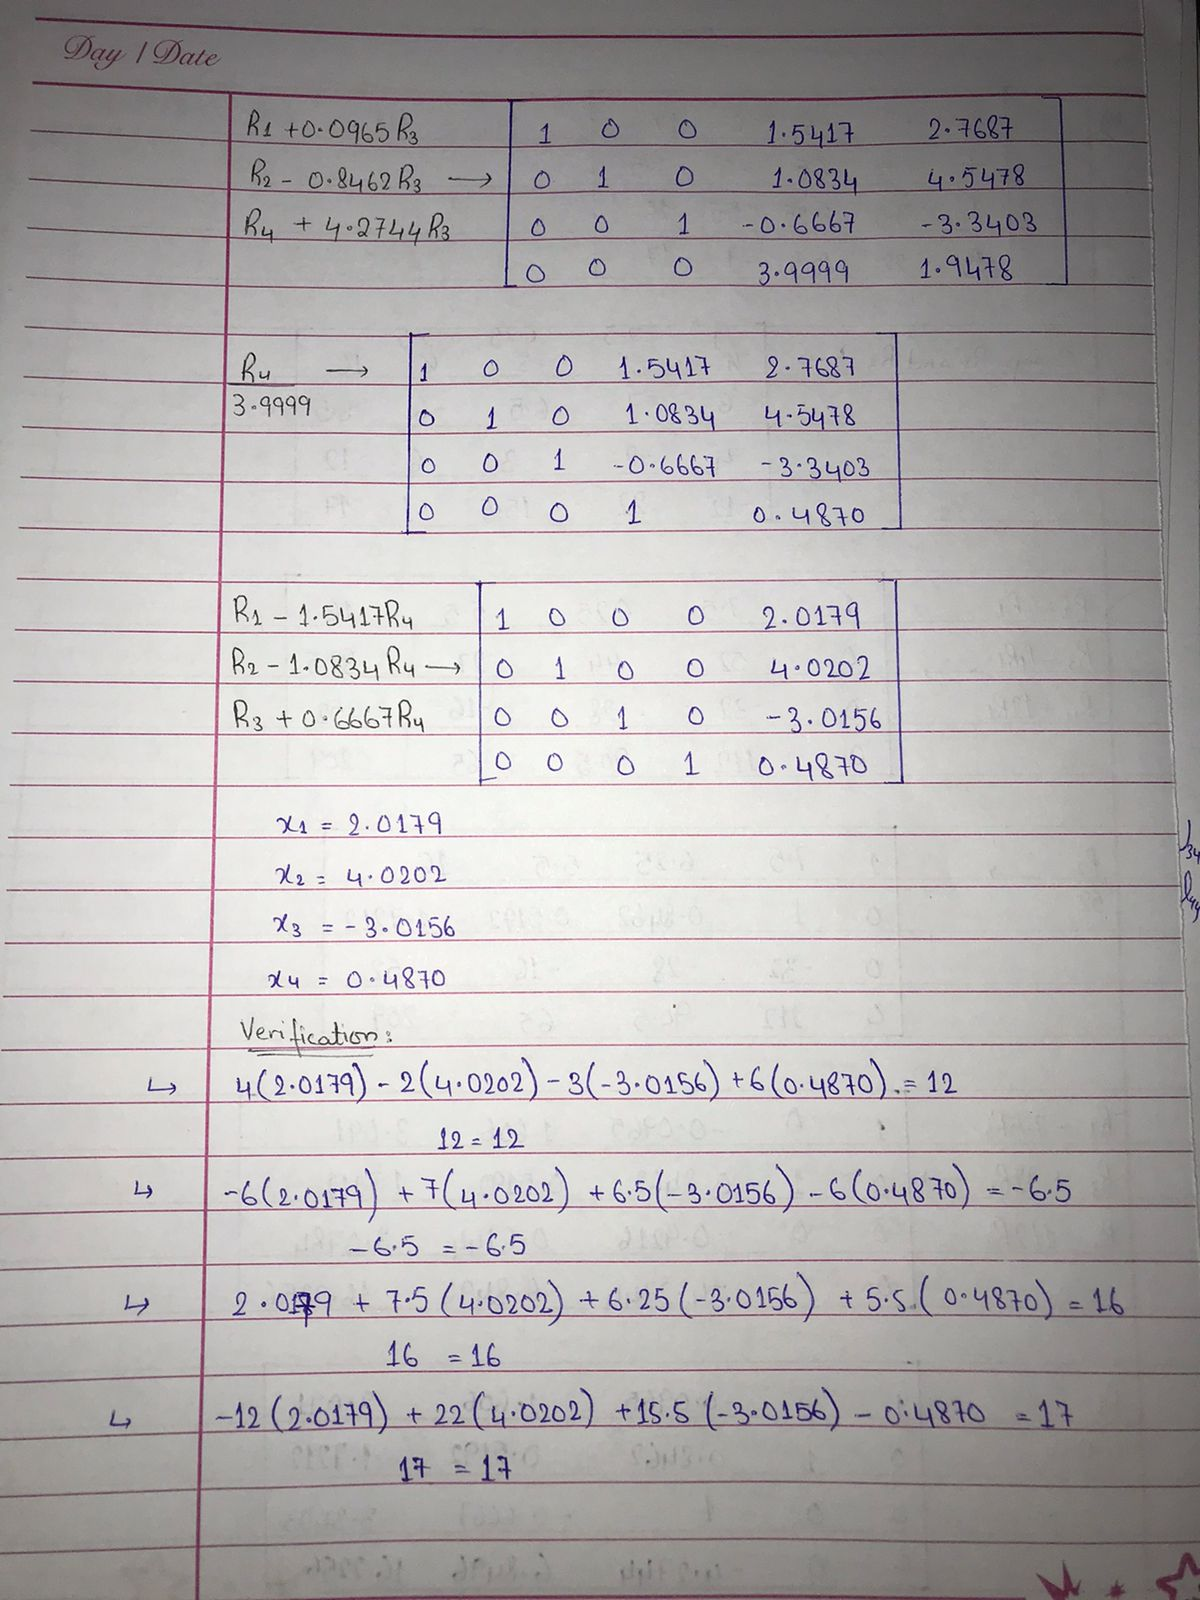 Day / Date
R1 + 0.0965R3 1 0 0 1.5417 2.7687
R2 - 0.8462R3 → 0 1 0 1.0834 4.5478
R4 + 4.2744R3 0 0 1 -0.6667 -3.3403
0 0 0 3.9999 1.9478
R4 → 1 0 0 1.5417 2.7687
3.9999
0 1 0 1.0834 4.5478
0 0 1 -0.6667 -3.3403
0 0 0 1 0.4870
R1 - 1.5417R4 1 0 0 0 2.0179
R2 - 1.0834R4 → 0 1 0 0 4.0202
R3 + 0.6667R4 0 0 1 0 -3.0156
0 0 0 1 0.4870
x1 = 2.0179
x2 = 4.0202
x3 = -3.0156
x4 = 0.4870
Verification:
↳ 4(2.0179) - 2(4.0202) - 3(-3.0156) + 6(0.4870) = 12
12 = 12
↳ -6(2.0179) + 7(4.0202) + 6.5(-3.0156) - 6(0.4870) = -6.5
-6.5 = -6.5
↳ 2.0179 + 7.5(4.0202) + 6.25(-3.0156) + 5.5(0.4870) = 16
16 = 16
↳ -12(2.0179) + 22(4.0202) + 15.5(-3.0156) - 0.4870 = 17
17 = 17